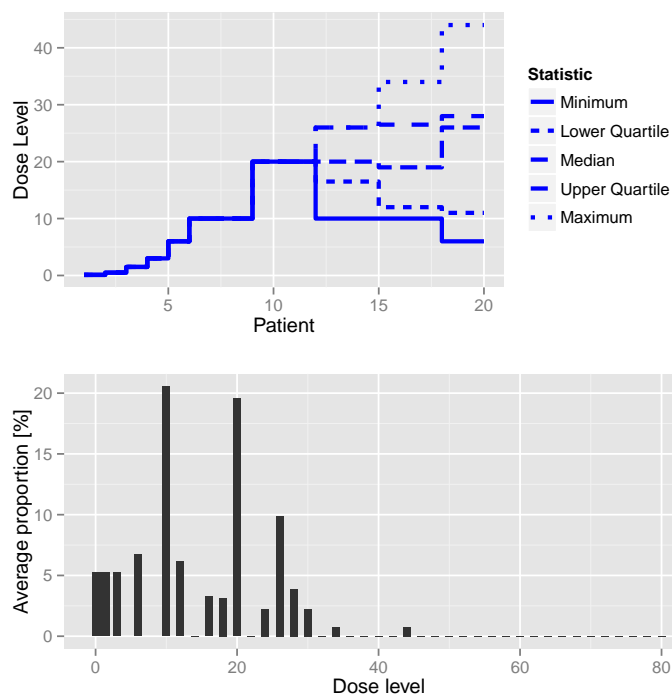 40
30
20
10
0
Dose Level
5
10
15
20
Patient
Statistic
Minimum
Lower Quartile
Median
Upper Quartile
Maximum
20
15
10
5
0
Average proportion [%]
0
20
40
60
80
Dose level